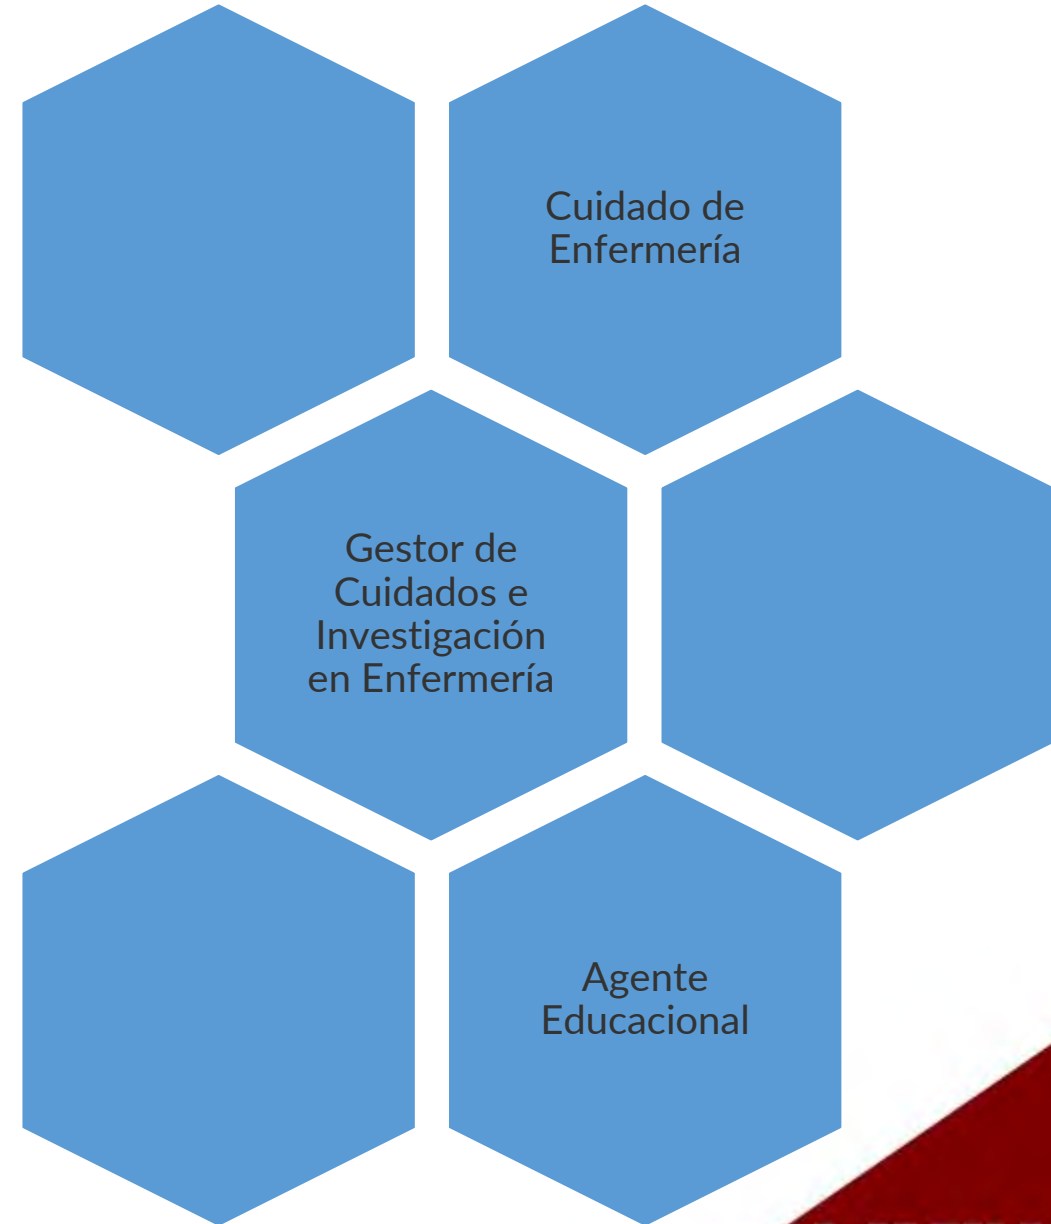 Cuidado de
Enfermería
Gestor de
Cuidados e
Investigación
en Enfermería
Agente
Educacional